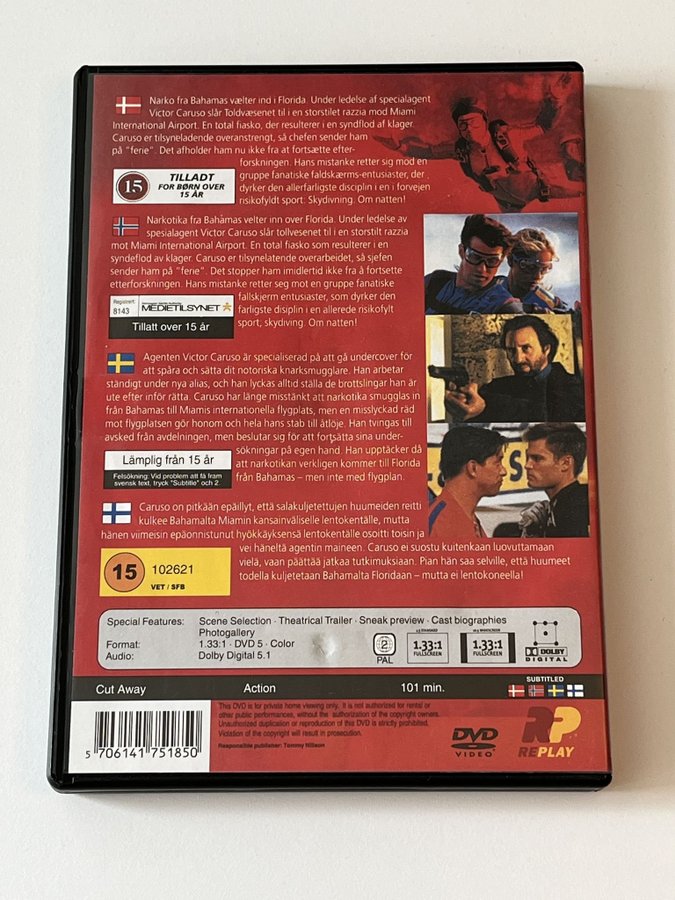 Narko fra Bahamas vælter ind i Florida. Under ledelse af specialagent
Victor Caruso slår Toldvæsenet til i en storstilet razzia mod Miami
International Airport. En total fiasko, der resulterer i en syndflod af klager.
Caruso er tilsyneladende overanstrengt, så chefen sender ham
på "ferie". Det afholder ham nu ikke fra at fortsætte efter-
forskningen. Hans mistanke retter sig mod en
gruppe fanatiske faldskærms-entusiaster, der
dyrker den allerfarligste disciplin i en i forvejen
risikofyldt sport: Skydivning. Om natten!
15
TILLADT
FOR BØRN OVER
15 ÅR
Narkotika fra Bahamas velter inn over Florida. Under ledelse av
spesialagent Victor Caruso slår tollvesenet til i en storstilt razzia
mot Miami International Airport. En total fiasko som resulterer i en
syndeflod av klager. Caruso er tilsynelatende overarbeidet, så sjefen
sender ham på "ferie". Det stopper ham imidlertid ikke fra å fortsette
etterforskningen. Hans mistanke retter seg mot en gruppe fanatiske
fallskjerm entusiaster, som dyrker den
farligste disiplin i en allerede risikofylt
sport; skydiving. Om natten!
Registrert:
8143
MEDIETILSYNET
Tillatt over 15 år
Agenten Victor Caruso är specialiserad på att gå undercover för
att spåra och sätta dit notoriska knarksmugglare. Han arbetar
ständigt under nya alias, och han lyckas alltid ställa de brottslingar han är
ute efter inför rätta. Caruso har länge misstänkt att narkotika smugglas in
från Bahamas till Miamis internationella flygplats, men en misslyckad räd
mot flygplatsen gör honom och hela hans stab till åtlöje. Han tvingas till
avsked från avdelningen, men beslutar sig för att fortsätta sina under-
sökningar på egen hand. Han upptäcker då
att narkotikan verkligen kommer till Florida
från Bahamas – men inte med flygplan.
Lämplig från 15 år
Felsökning: Vid problem att få fram
svensk text, tryck "Subtitle" och 2.
Caruso on pitkään epäillyt, että salakuljetettujen huumeiden reitti
kulkee Bahamalta Miamin kansainväliselle lentokentälle, mutta
hänen viimeisin epäonnistunut hyökkäyksensä lentokentälle osoitti toisin ja
vei häneltä agentin maineen. Caruso ei suostu kuitenkaan luovuttamaan
vielä, vaan päättää jatkaa tutkimuksiaan. Pian hän saa selville, että huumeet
todella kuljetetaan Bahamalta Floridaan – mutta ei lentokoneella!
15
102621
VET / SFB
Special Features: Scene Selection · Theatrical Trailer · Sneak preview · Cast biographies
Photogallery
Format: 1.33:1 · DVD 5 · Color
Audio: Dolby Digital 5.1
2
PAL
1.33:1
FULLSCREEN
1.33:1
FULLSCREEN
DOLBY
DIGITAL
Cut Away Action 101 min.
SUBTITLED
5 706141 751850
This DVD is for private home viewing only. It is not authorized for rental or
other public performances, without the authorization of the copyright owners.
Unauthorized duplication or reproduction of this DVD is strictly prohibited.
Violation of the copyright will result in prosecution.
Responsible publisher: Tommy Nilsson
DVD
VIDEO
RP
REPLAY